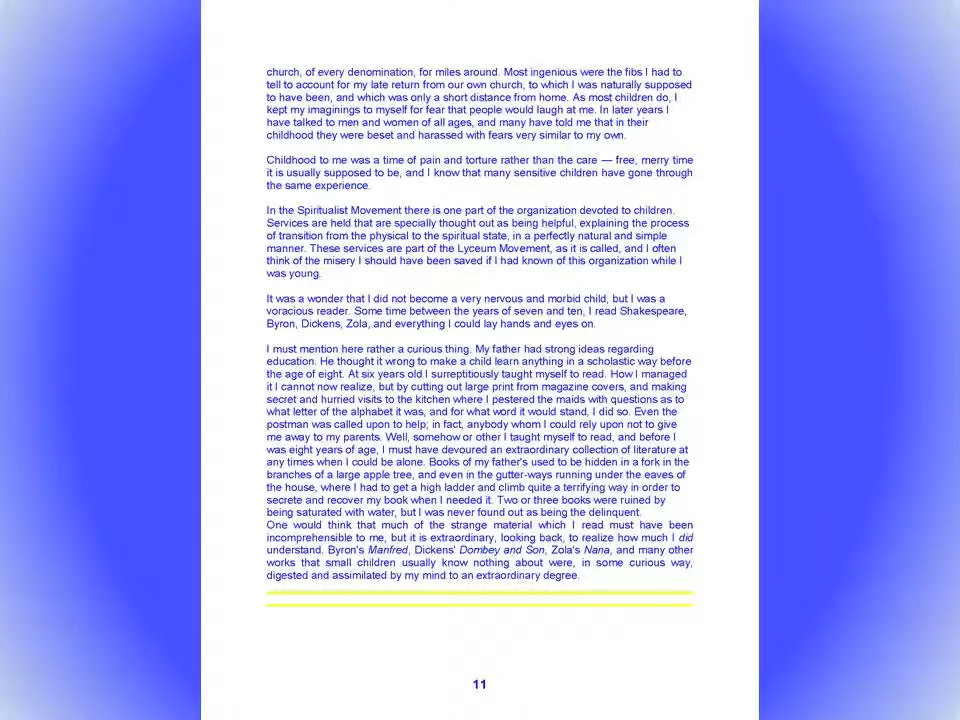 church, of every denomination, for miles around. Most ingenious were the fibs I had to
tell to account for my late return from our own church, to which I was naturally supposed
to have been, and which was only a short distance from home. As most children do, I
kept my imaginings to myself for fear that people would laugh at me. In later years I
have talked to men and women of all ages, and many have told me that in their
childhood they were beset and harassed with fears very similar to my own.
Childhood to me was a time of pain and torture rather than the care — free, merry time
it is usually supposed to be, and I know that many sensitive children have gone through
the same experience.
In the Spiritualist Movement there is one part of the organization devoted to children.
Services are held that are specially thought out as being helpful, explaining the process
of transition from the physical to the spiritual state, in a perfectly natural and simple
manner. These services are part of the Lyceum Movement, as it is called, and I often
think of the misery I should have been saved if I had known of this organization while I
was young.
It was a wonder that I did not become a very nervous and morbid child, but I was a
voracious reader. Some time between the years of seven and ten, I read Shakespeare,
Byron, Dickens, Zola, and everything I could lay hands and eyes on.
I must mention here rather a curious thing. My father had strong ideas regarding
education. He thought it wrong to make a child learn anything in a scholastic way before
the age of eight. At six years old I surreptitiously taught myself to read. How I managed
it I cannot now realize, but by cutting out large print from magazine covers, and making
secret and hurried visits to the kitchen where I pestered the maids with questions as to
what letter of the alphabet it was, and for what word it would stand, I did so. Even the
postman was called upon to help; in fact, anybody whom I could rely upon not to give
me away to my parents. Well, somehow or other I taught myself to read, and before I
was eight years of age, I must have devoured an extraordinary collection of literature at
any times when I could be alone. Books of my father's used to be hidden in a fork in the
branches of a large apple tree, and even in the gutter-ways running under the eaves of
the house, where I had to get a high ladder and climb quite a terrifying way in order to
secrete and recover my book when I needed it. Two or three books were ruined by
being saturated with water, but I was never found out as being the delinquent.
One would think that much of the strange material which I read must have been
incomprehensible to me, but it is extraordinary, looking back, to realize how much I did
understand. Byron's Manfred, Dickens' Dombey and Son, Zola's Nana, and many other
works that small children usually know nothing about were, in some curious way,
digested and assimilated by my mind to an extraordinary degree.
11